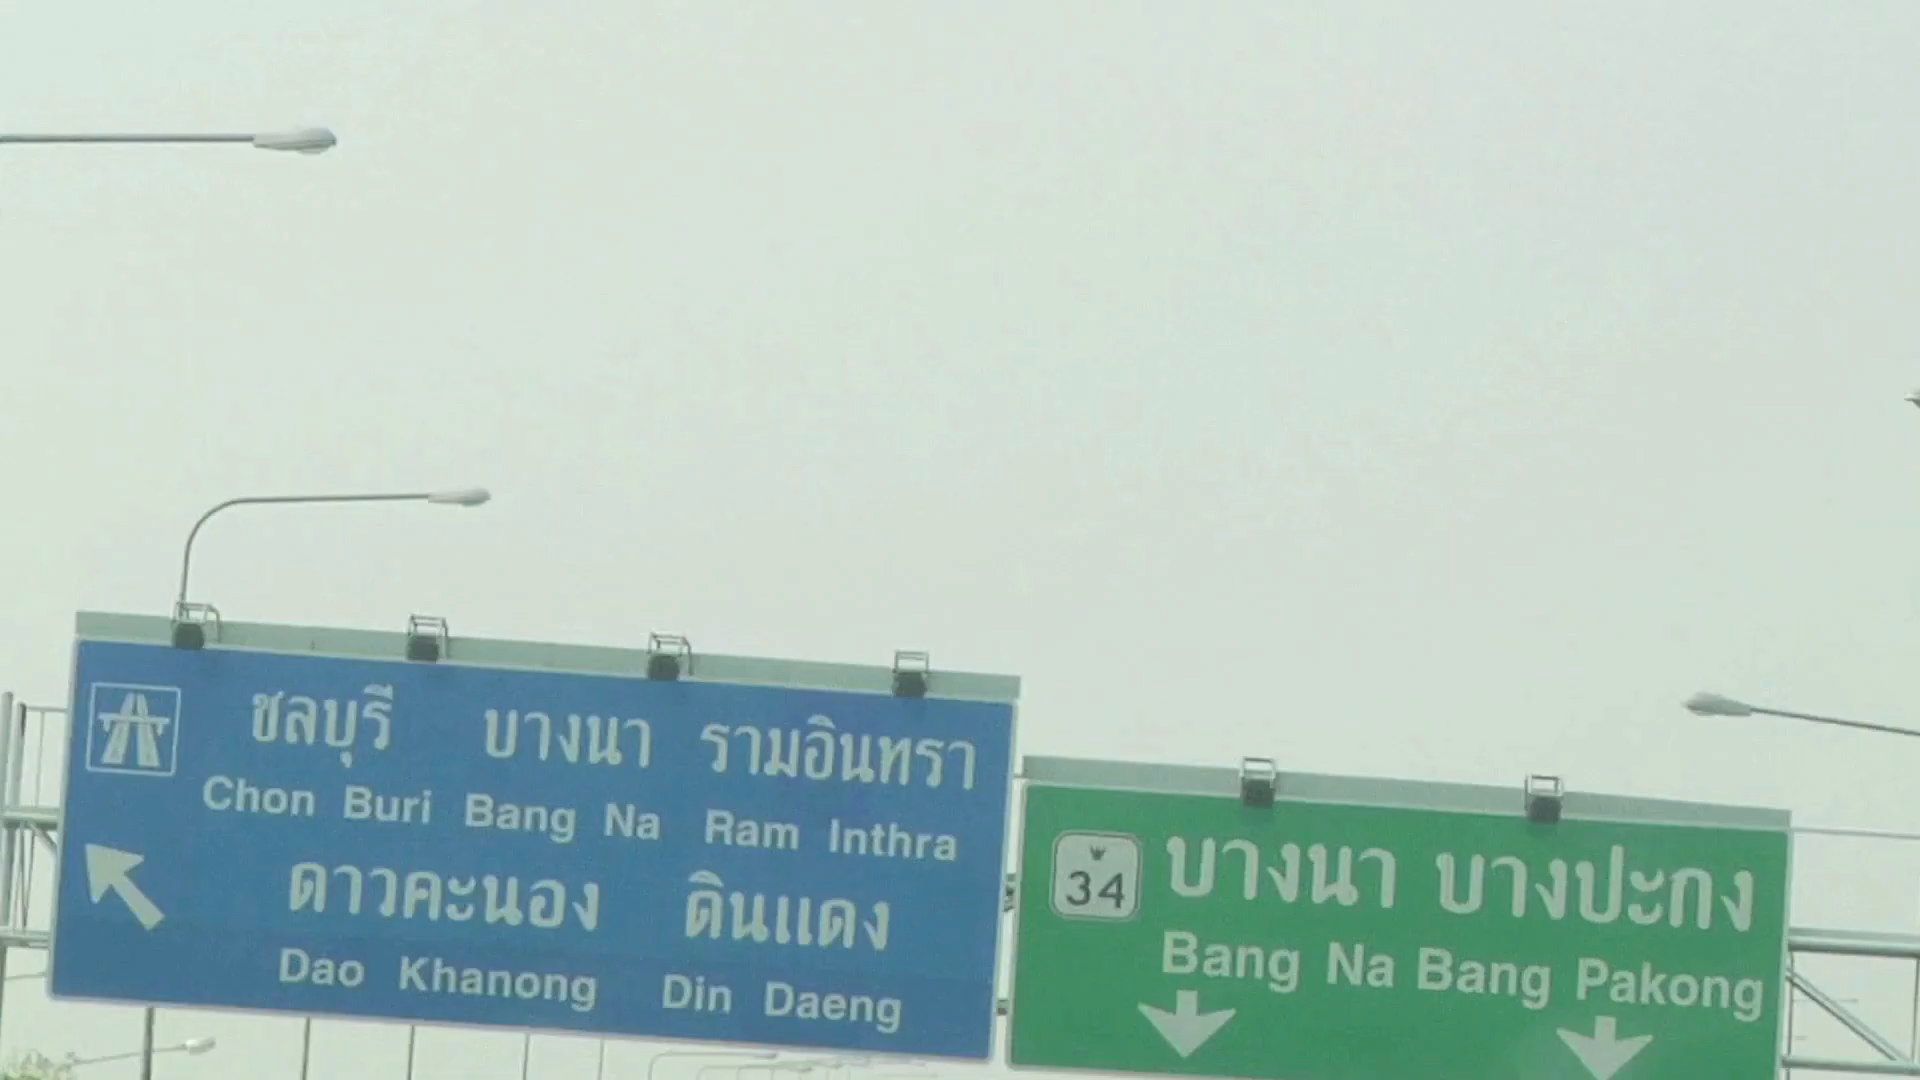 ชลบุรี บางนา รามอินทรา
Chon Buri Bang Na Ram Inthra
ดาวคะนอง ดินแดง
Dao Khanong Din Daeng
34
บางนา บางปะกง
Bang Na Bang Pakong